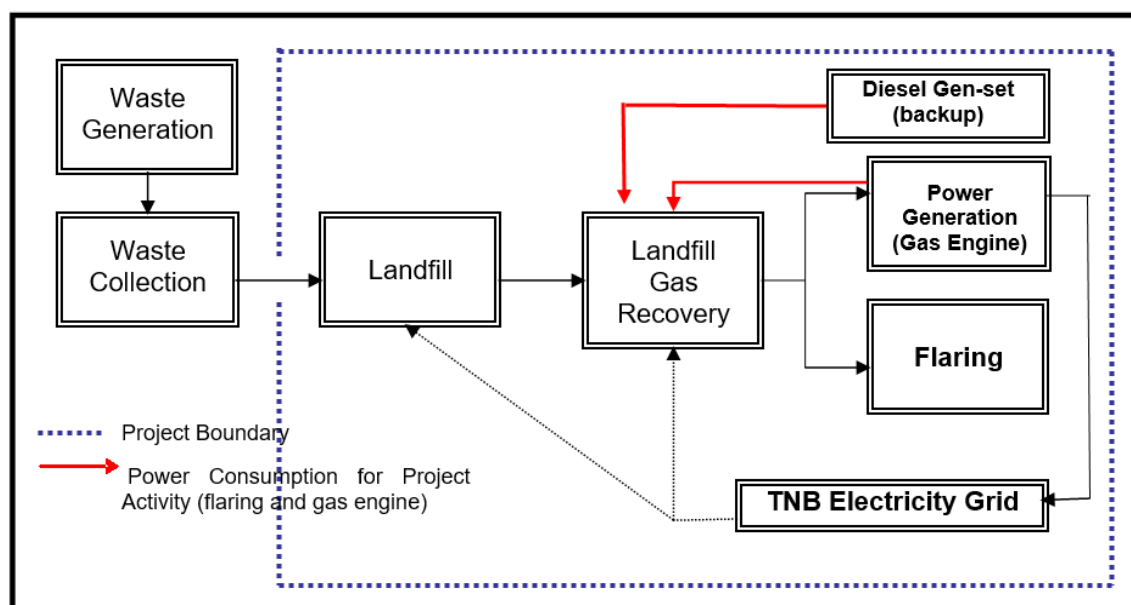 Waste
Generation
Diesel Gen-set
(backup)
Power
Generation
(Gas Engine)
Waste
Collection
Landfill
Landfill
Gas
Recovery
Flaring
Project Boundary
Power Consumption for Project
Activity (flaring and gas engine)
TNB Electricity Grid